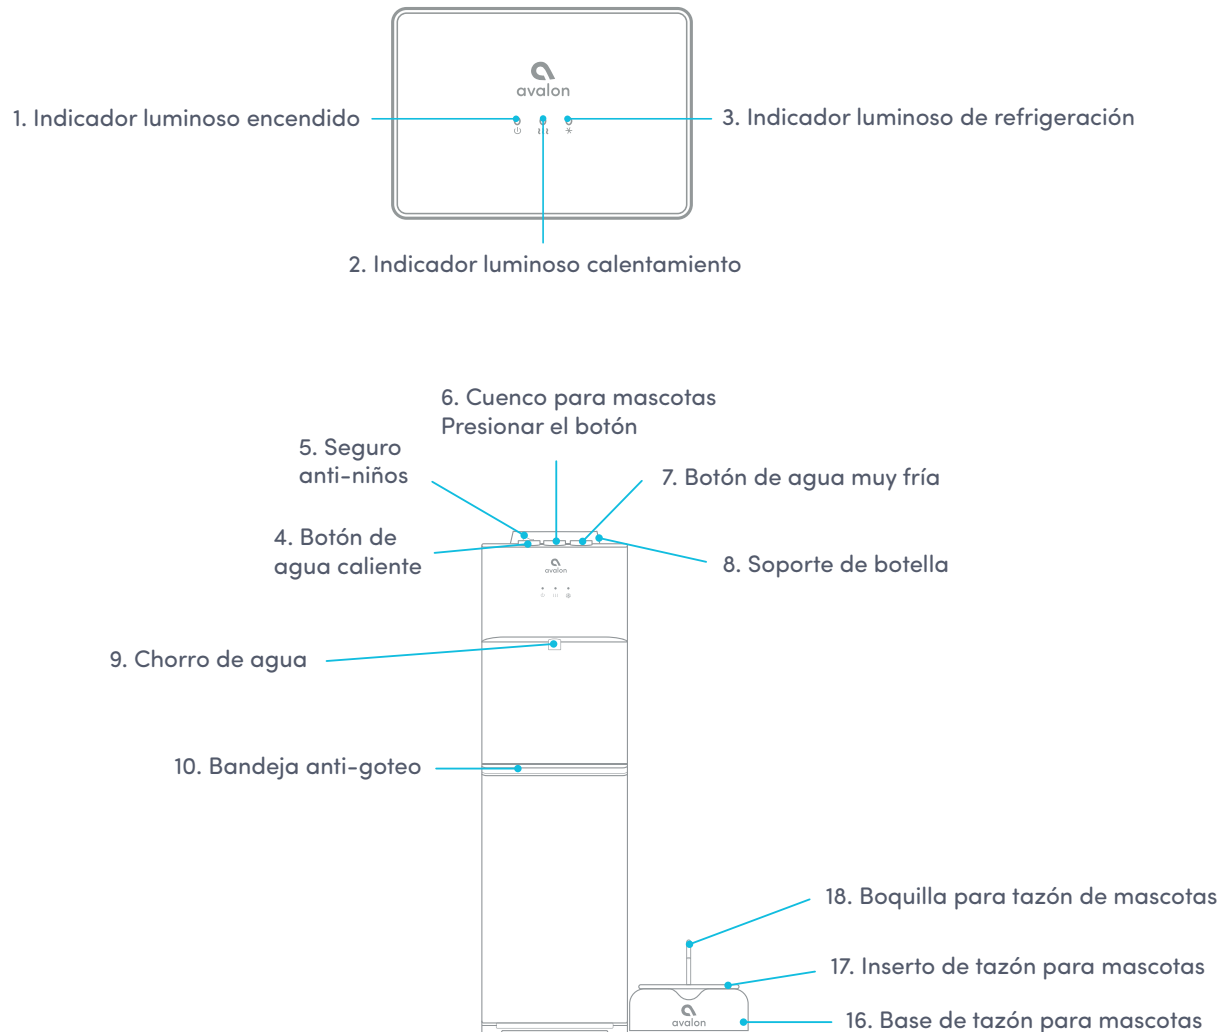 avalon
1. Indicador luminoso encendido
3. Indicador luminoso de refrigeración
2. Indicador luminoso calentamiento
6. Cuenco para mascotas
Presionar el botón
5. Seguro
anti-niños
7. Botón de agua muy fría
4. Botón de
agua caliente
8. Soporte de botella
avalon
9. Chorro de agua
10. Bandeja anti-goteo
18. Boquilla para tazón de mascotas
17. Inserto de tazón para mascotas
16. Base de tazón para mascotas
avalon